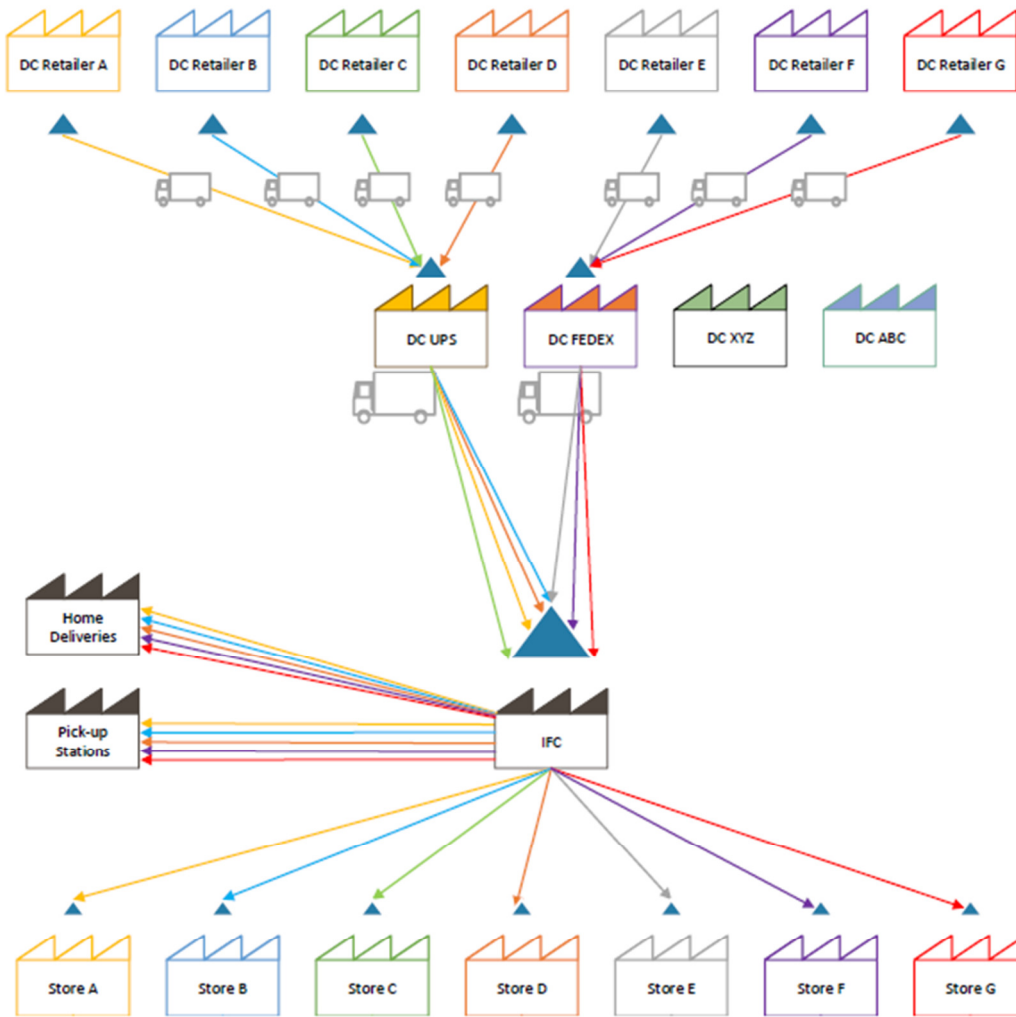 DC Retailer A
DC Retailer B
DC Retailer C
DC Retailer D
DC Retailer E
DC Retailer F
DC Retailer G
DC UPS
DC FEDEX
DC XYZ
DC ABC
Home
Deliveries
Pick-up
Stations
IFC
Store A
Store B
Store C
Store D
Store E
Store F
Store G